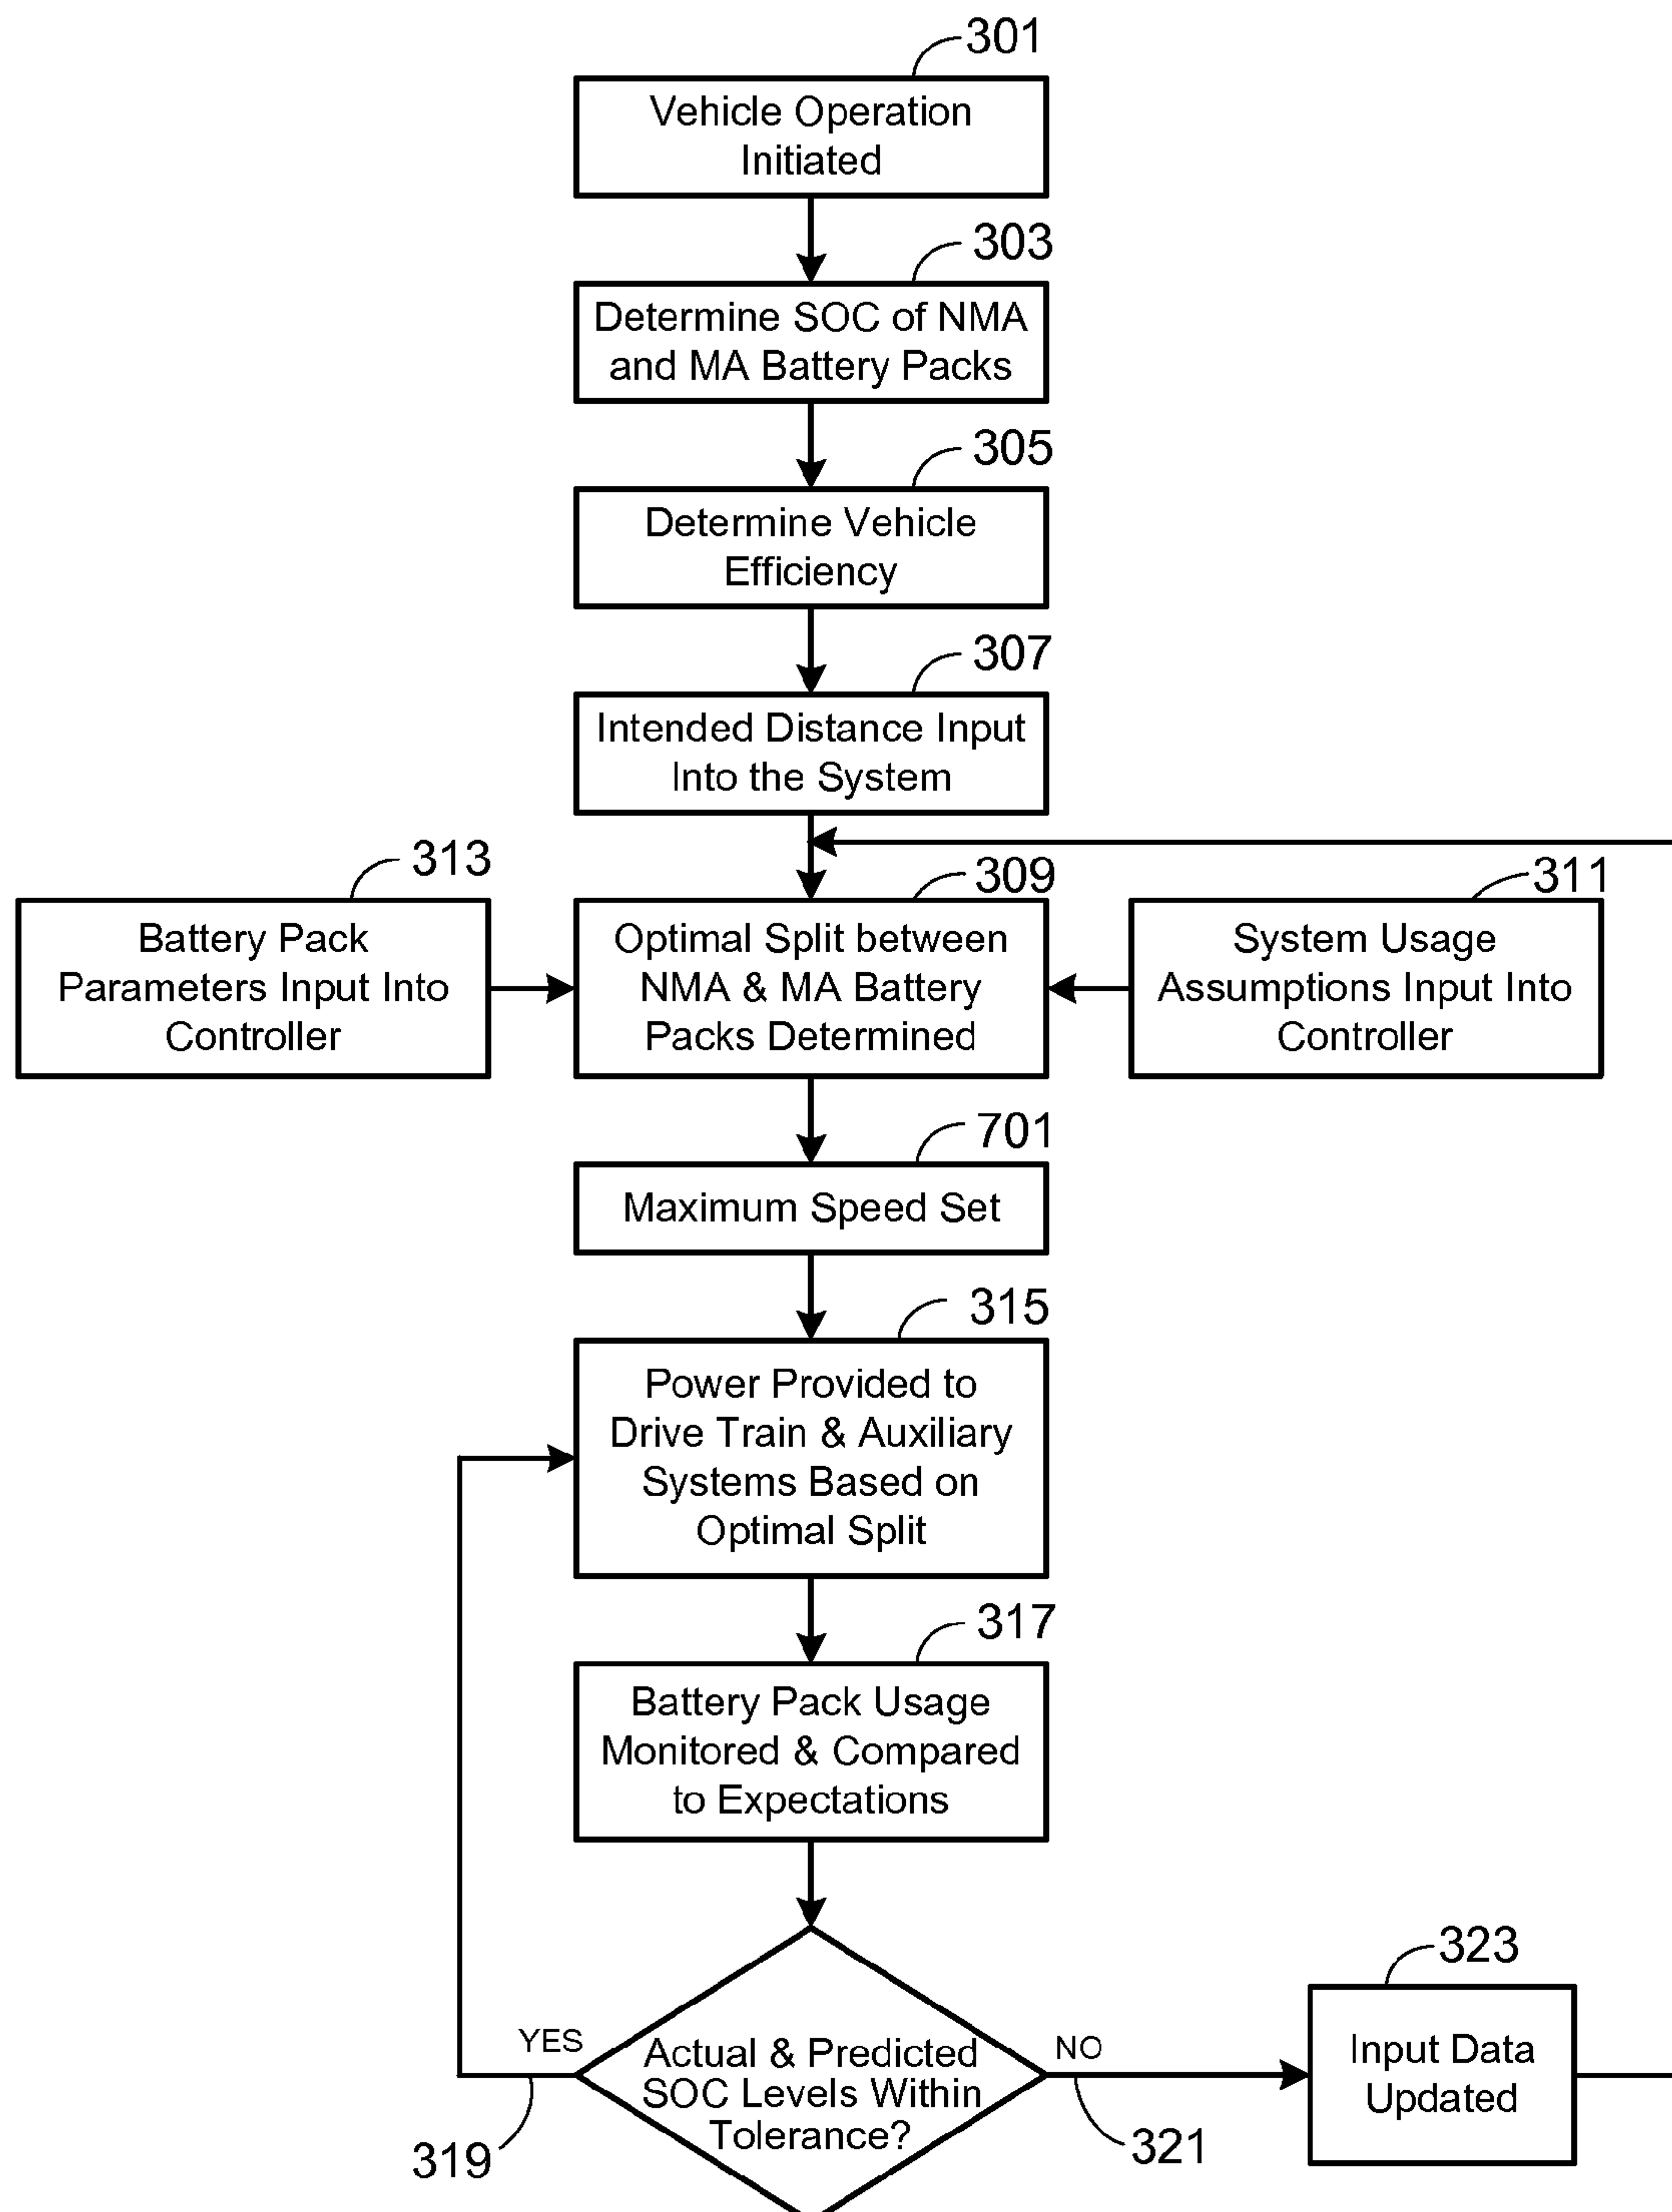 301
Vehicle Operation
Initiated
303
Determine SOC of NMA
and MA Battery Packs
305
Determine Vehicle
Efficiency
307
Intended Distance Input
Into the System
313
Battery Pack
Parameters Input Into
Controller
309
Optimal Split between
NMA & MA Battery
Packs Determined
311
System Usage
Assumptions Input Into
Controller
701
Maximum Speed Set
315
Power Provided to
Drive Train & Auxiliary
Systems Based on
Optimal Split
317
Battery Pack Usage
Monitored & Compared
to Expectations
YES
319
Actual & Predicted
SOC Levels Within
Tolerance?
NO
321
323
Input Data
Updated